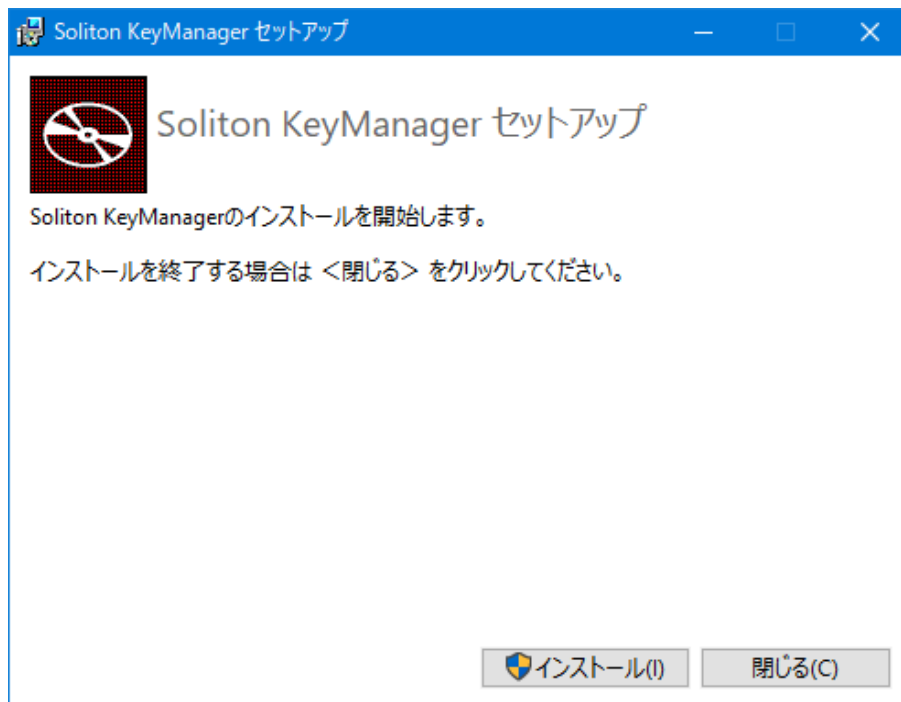 Soliton KeyManager セットアップ
Soliton KeyManager セットアップ
Soliton KeyManagerのインストールを開始します。
インストールを終了する場合は <閉じる> をクリックしてください。
インストール(I)
閉じる(C)